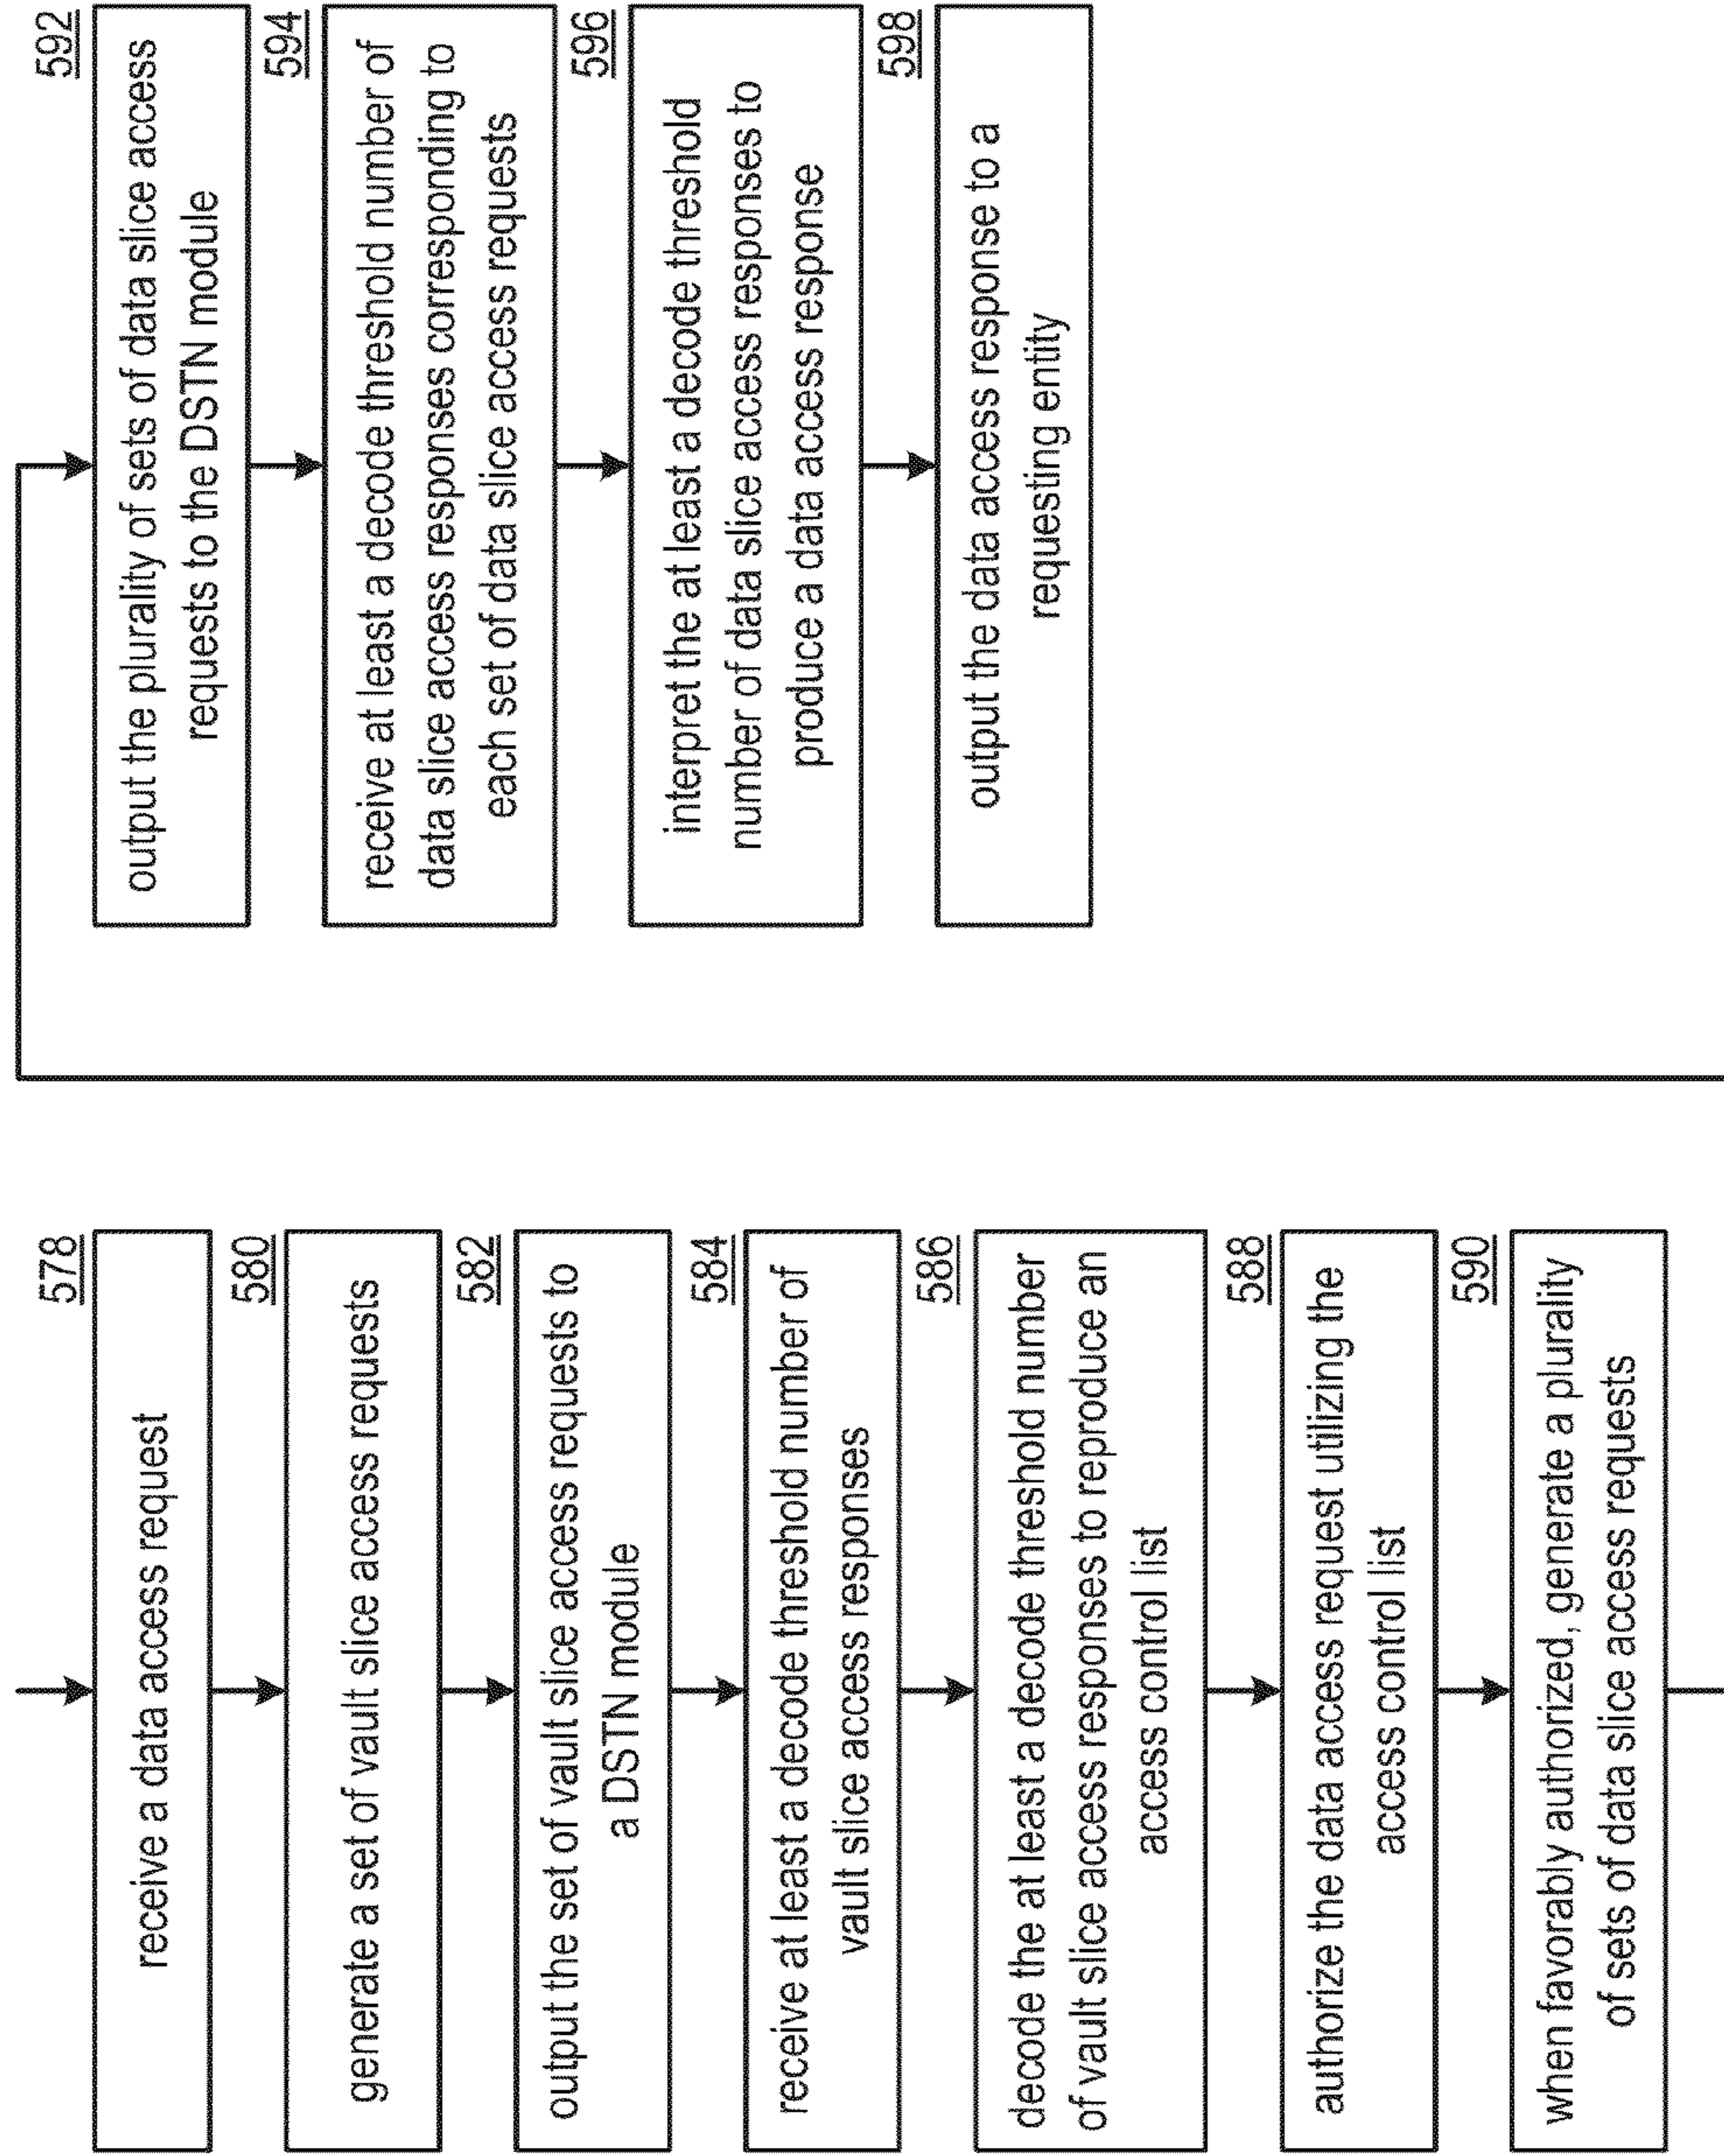 578
receive a data access request
580
generate a set of vault slice access requests
582
output the set of vault slice access requests to
a DSTN module
584
receive at least a decode threshold number of
vault slice access responses
586
decode the at least a decode threshold number
of vault slice access responses to reproduce an
access control list
588
authorize the data access request utilizing the
access control list
590
when favorably authorized, generate a plurality
of sets of data slice access requests
592
output the plurality of sets of data slice access
requests to the DSTN module
594
receive at least a decode threshold number of
data slice access responses corresponding to
each set of data slice access requests
596
interpret the at least a decode threshold
number of data slice access responses to
produce a data access response
598
output the data access response to a
requesting entity